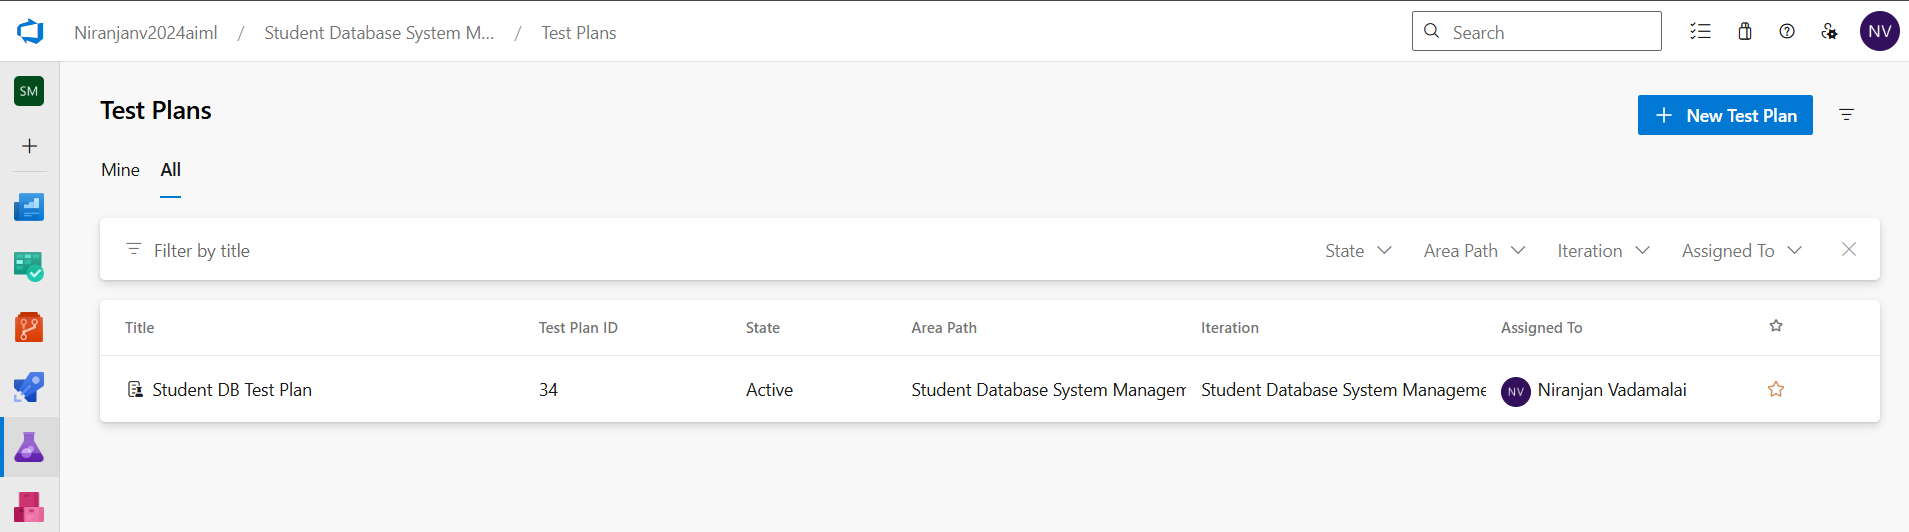 Niranjanv2024aiml / Student Database System M... / Test Plans
Search
NV
SM
Test Plans
New Test Plan
Mine All
Filter by title
State Area Path Iteration Assigned To
Title Test Plan ID State Area Path Iteration Assigned To
Student DB Test Plan 34 Active Student Database System Managem Student Database System Manageme NV Niranjan Vadamalai